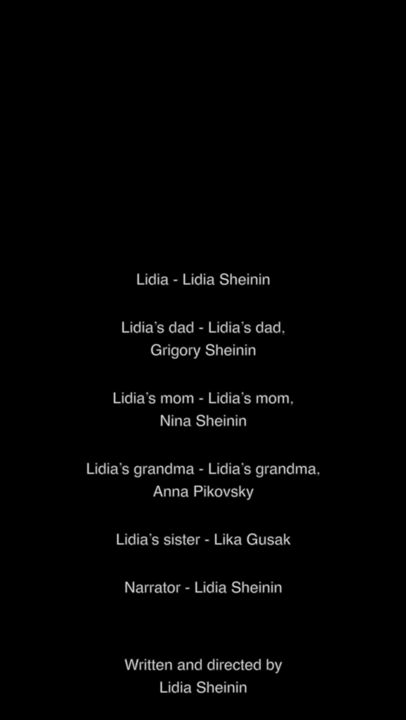 Lidia - Lidia Sheinin
Lidia's dad - Lidia's dad,
Grigory Sheinin
Lidia's mom - Lidia's mom,
Nina Sheinin
Lidia's grandma - Lidia's grandma,
Anna Pikovsky
Lidia's sister - Lika Gusak
Narrator - Lidia Sheinin
Written and directed by
Lidia Sheinin